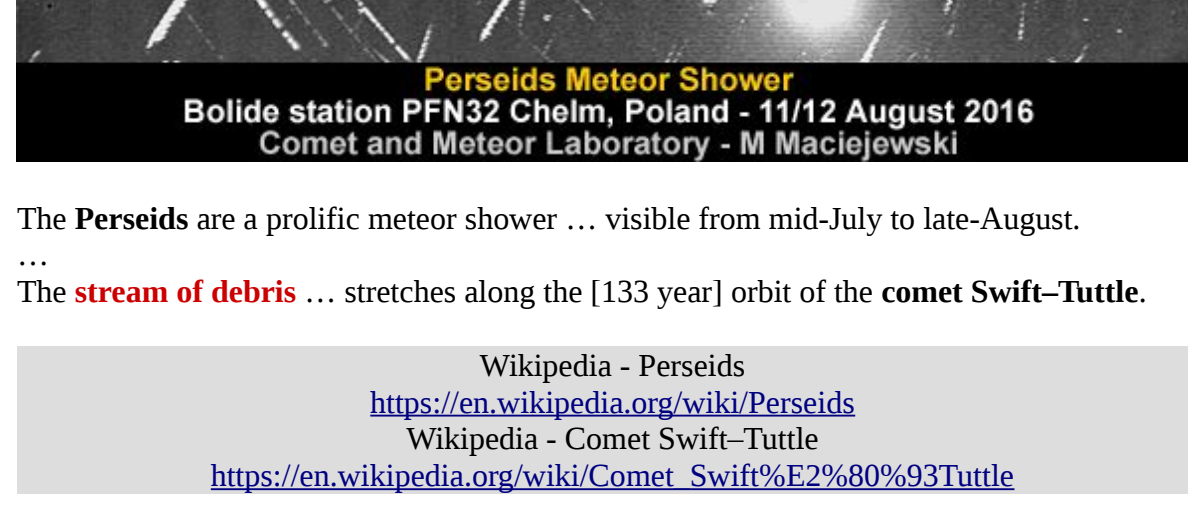 Perseids Meteor Shower
Bolide station PFN32 Chelm, Poland - 11/12 August 2016
Comet and Meteor Laboratory - M Maciejewski
The Perseids are a prolific meteor shower … visible from mid-July to late-August.
…
The stream of debris … stretches along the [133 year] orbit of the comet Swift–Tuttle.
Wikipedia - Perseids
https://en.wikipedia.org/wiki/Perseids
Wikipedia - Comet Swift–Tuttle
https://en.wikipedia.org/wiki/Comet_Swift%E2%80%93Tuttle